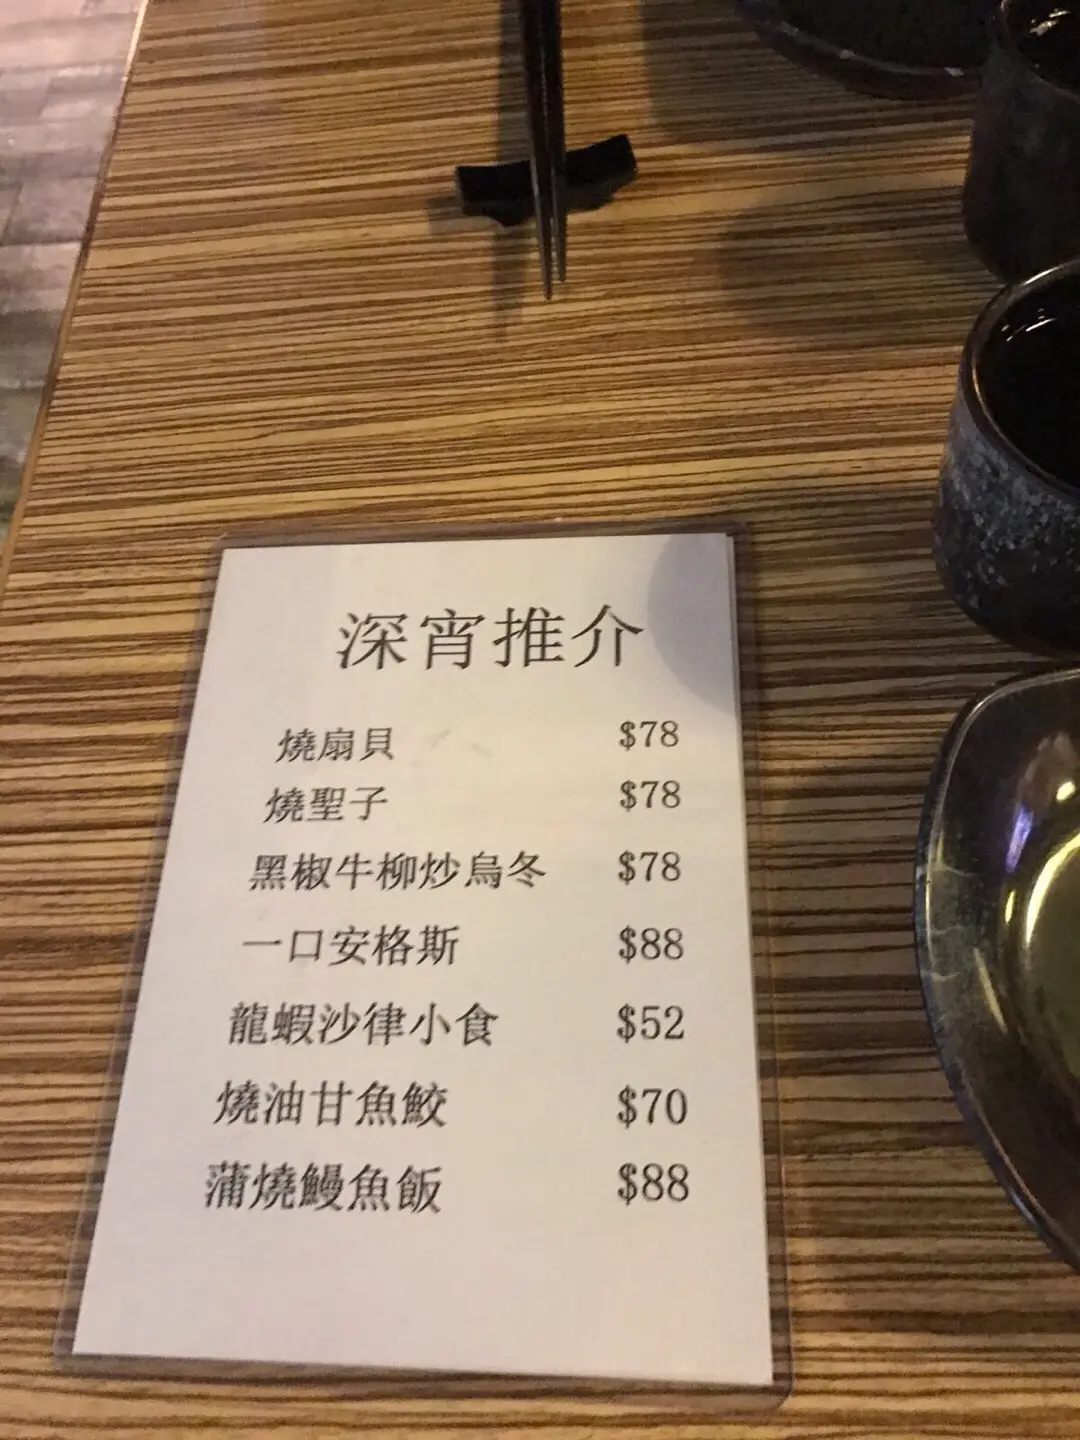 深宵推介
燒扇貝 $78
燒聖子 $78
黑椒牛柳炒烏冬 $78
一口安格斯 $88
龍蝦沙律小食 $52
燒油甘魚鮫 $70
蒲燒鰻魚飯 $88